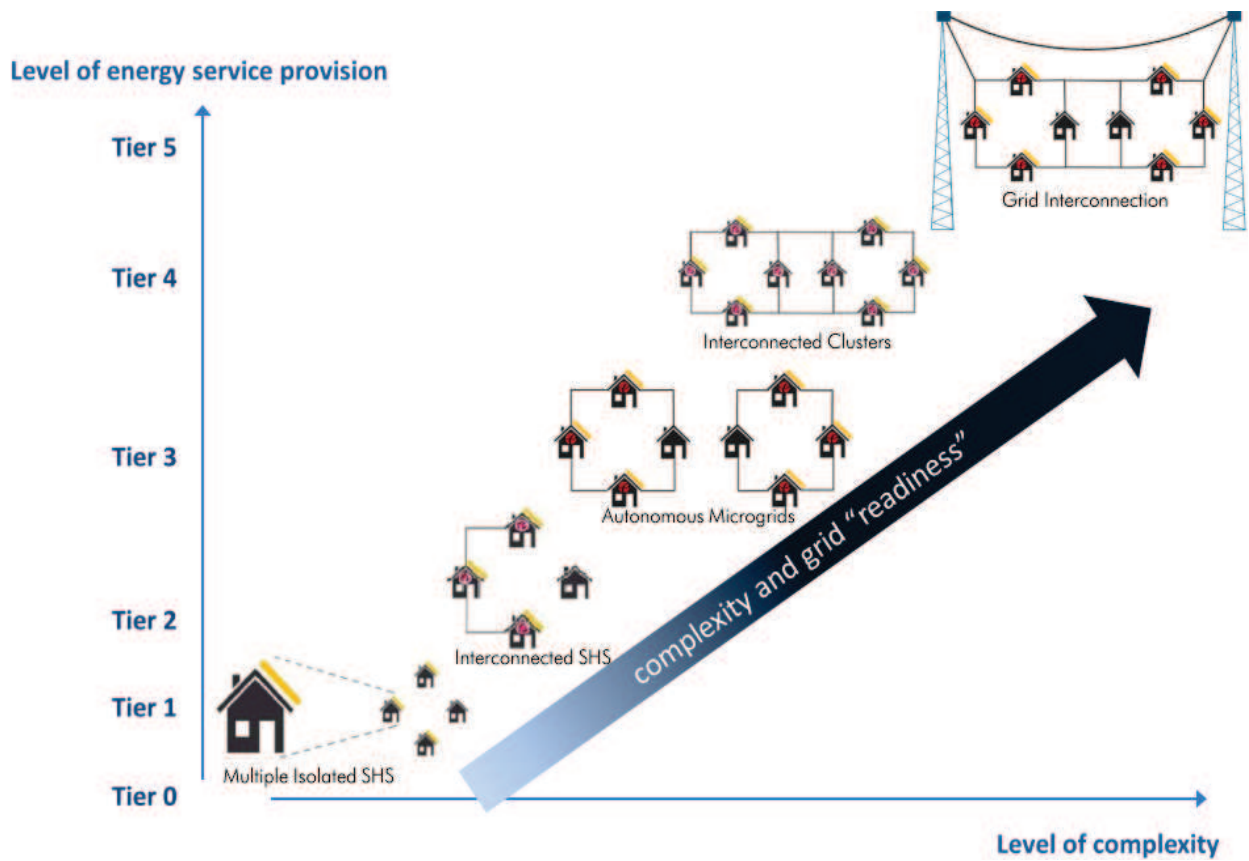 Level of energy service provision
Tier 5
Grid Interconnection
Tier 4
Interconnected Clusters
Tier 3
Autonomous Microgrids
complexity and grid “readiness”
Tier 2
Interconnected SHS
Tier 1
Multiple Isolated SHS
Tier 0
Level of complexity